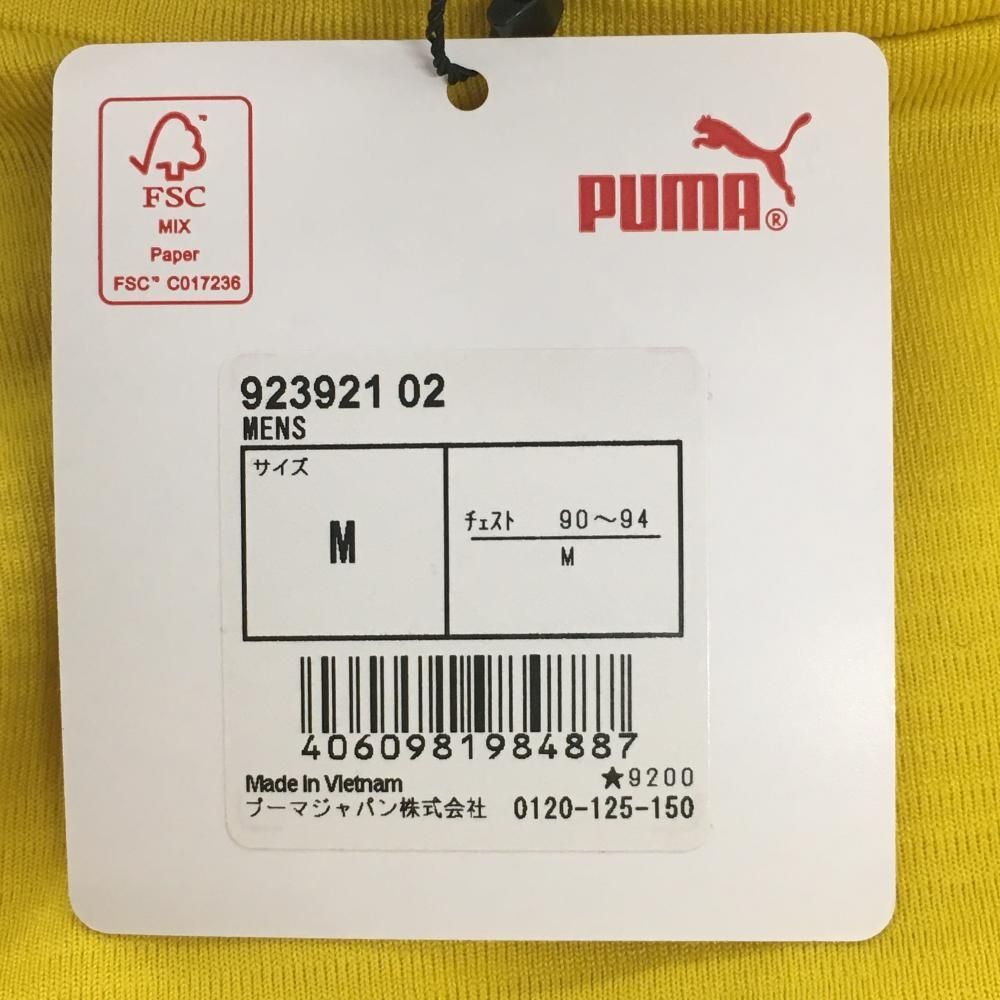 FSC
MIX
Paper
FSC™ C017236
PUMA®
923921 02
MENS
サイズ
M
チェスト 90～94
M
4060981984887
Made in Vietnam
★9200
プーマジャパン株式会社 0120-125-150